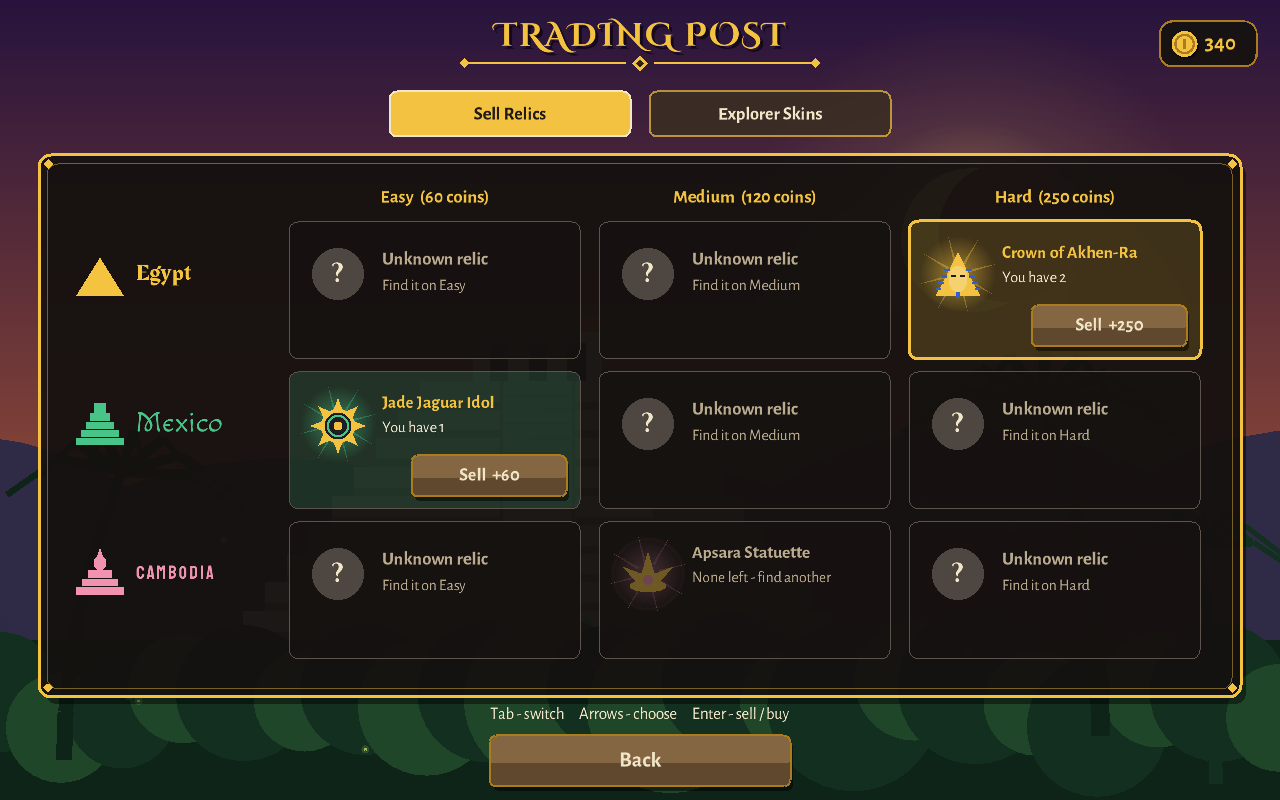 TRADING POST
340
Sell Relics
Explorer Skins
Easy (60 coins)
Medium (120 coins)
Hard (250 coins)
Egypt
?
Unknown relic
Find it on Easy
?
Unknown relic
Find it on Medium
Crown of Akhen-Ra
You have 2
Sell +250
Mexico
Jade Jaguar Idol
You have 1
Sell +60
?
Unknown relic
Find it on Medium
?
Unknown relic
Find it on Hard
CAMBODIA
?
Unknown relic
Find it on Easy
Apsara Statuette
None left - find another
?
Unknown relic
Find it on Hard
Tab - switch Arrows - choose Enter - sell / buy
Back